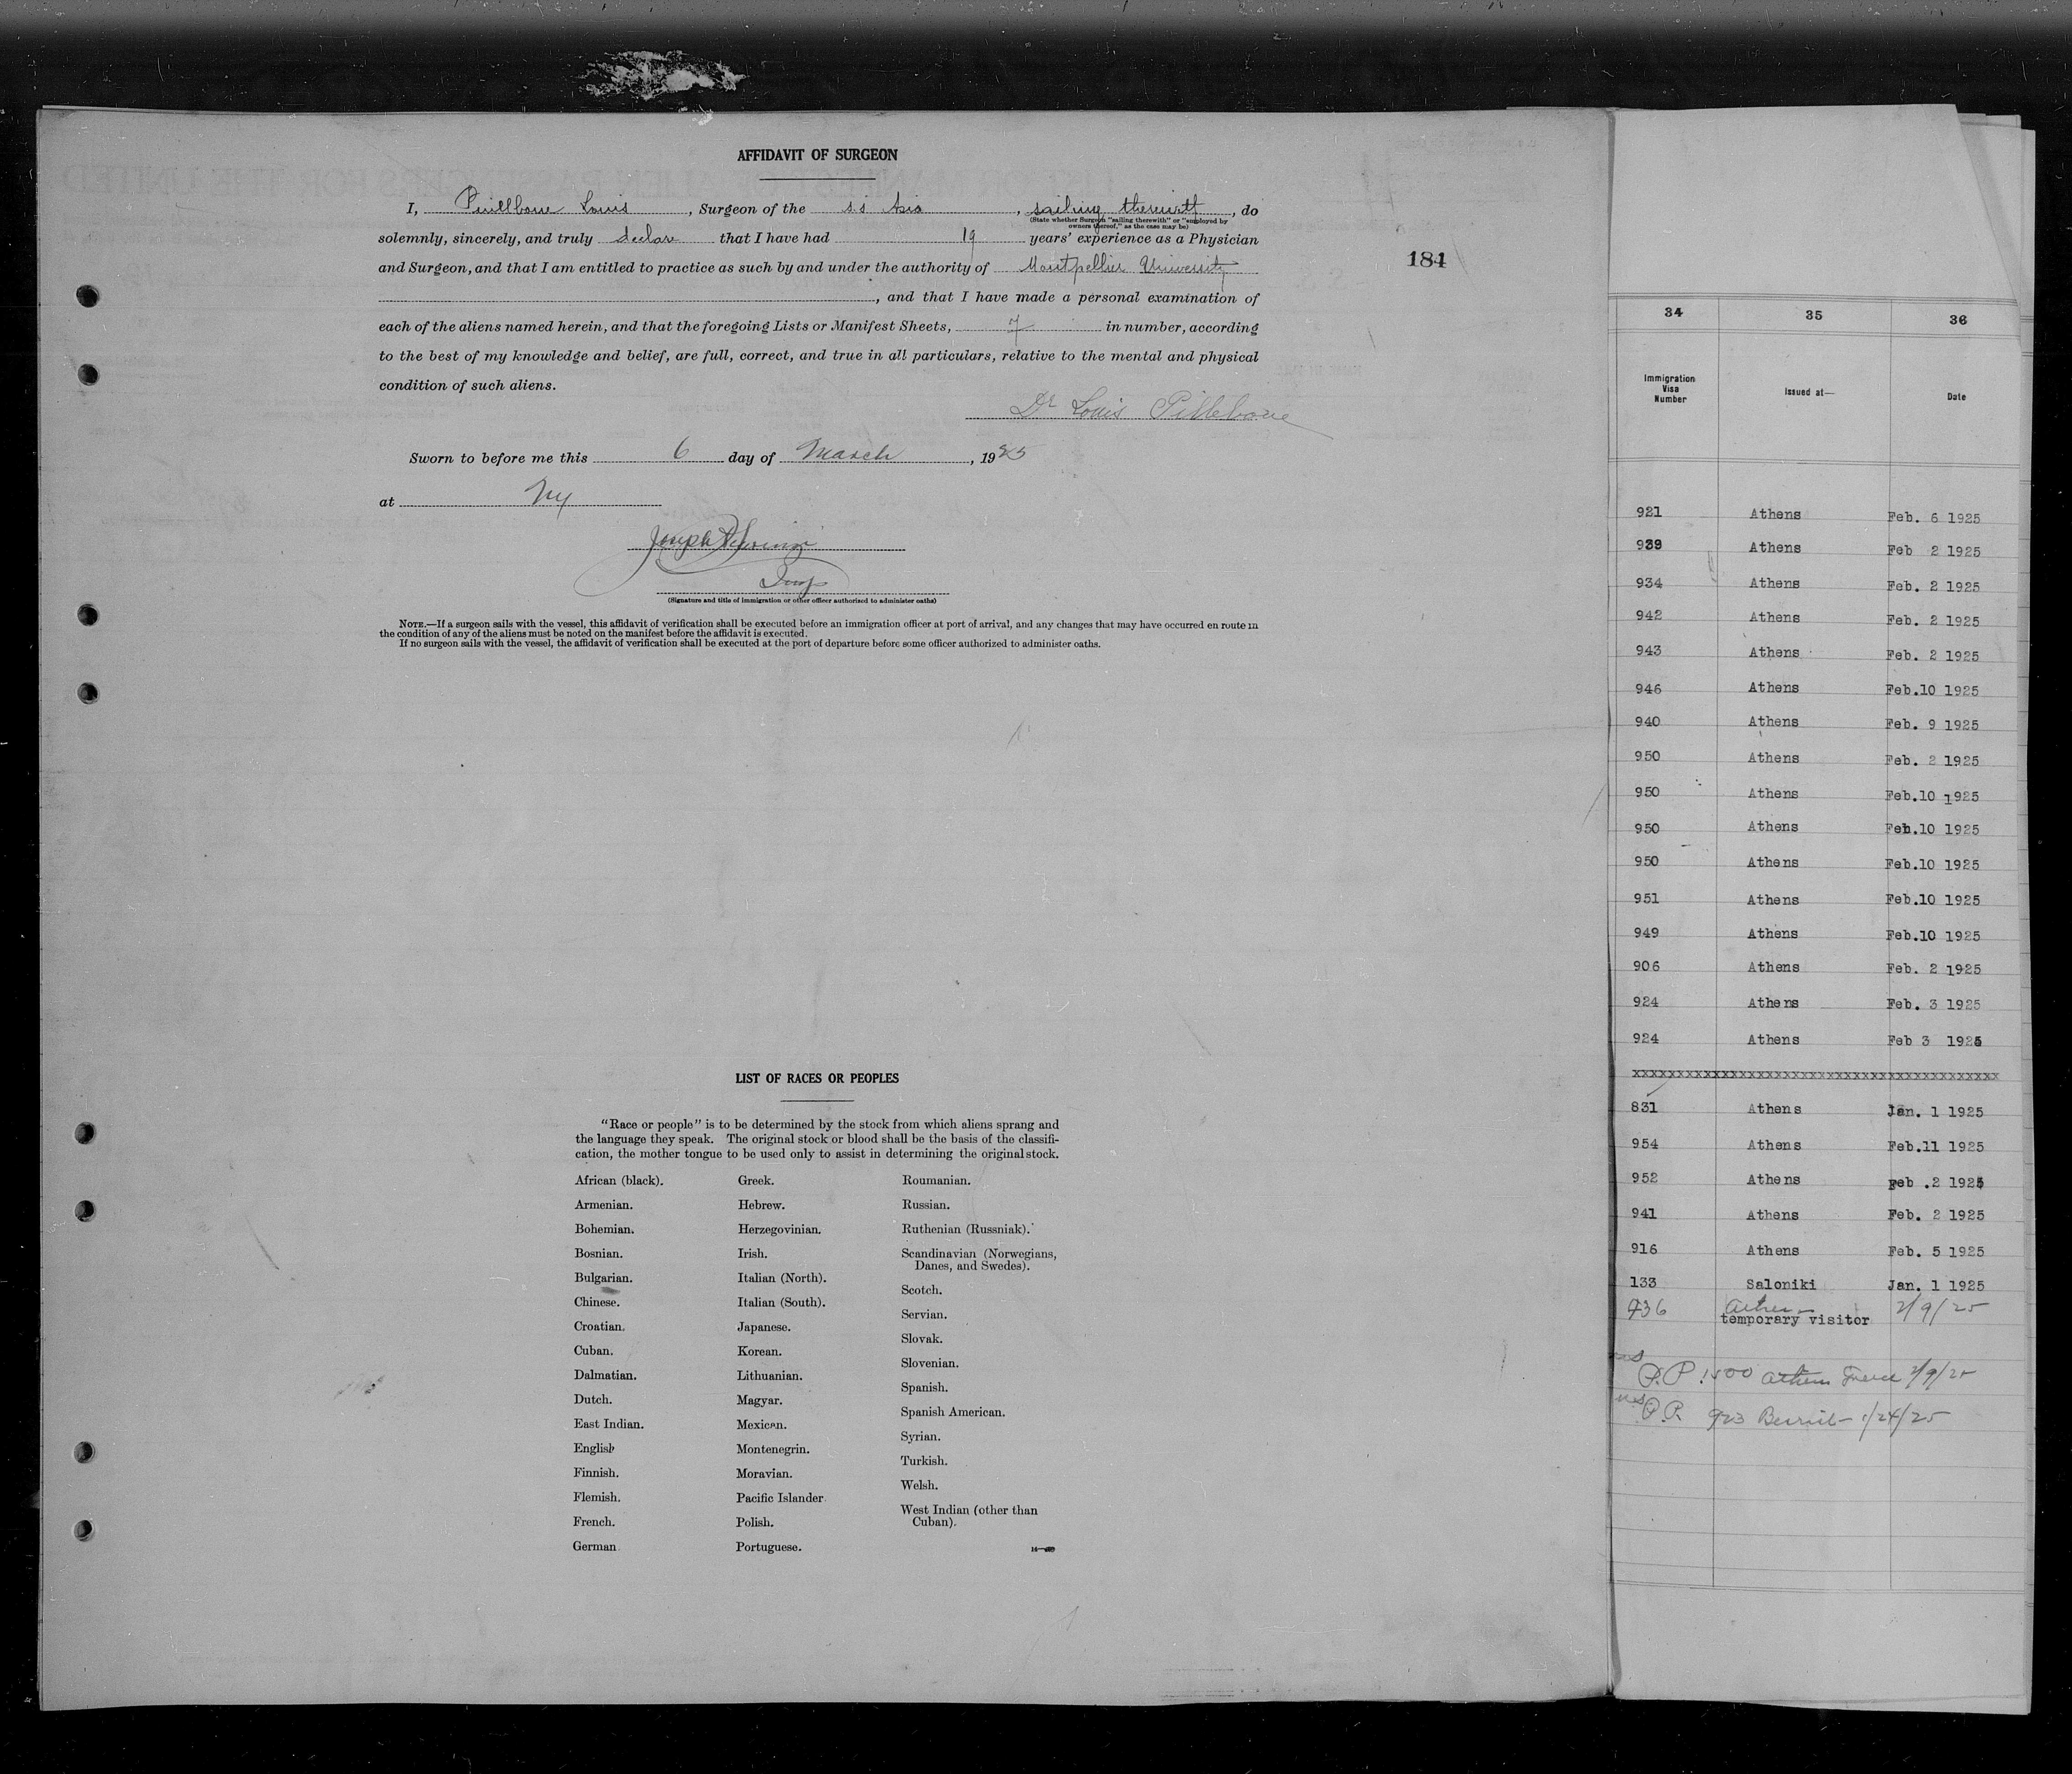 AFFIDAVIT OF SURGEON
I, Louis, Surgeon of the s.s Asia, sailing therewith, do
(State whether Surgeon "sailing therewith" or "employed by
owners thereof," as the case may be)
solemnly, sincerely, and truly declare that I have had 19 years' experience as a Physician
and Surgeon, and that I am entitled to practice as such by and under the authority of Montpellier University
, and that I have made a personal examination of
each of the aliens named herein, and that the foregoing Lists or Manifest Sheets, 7 in number, according
to the best of my knowledge and belief, are full, correct, and true in all particulars, relative to the mental and physical
condition of such aliens.
Dr Louis
Sworn to before me this 6 day of March, 1925
at NY
Joseph
Insp
(Signature and title of immigration or other officer authorized to administer oaths)
NOTE.—If a surgeon sails with the vessel, this affidavit of verification shall be executed before an immigration officer at port of arrival, and any changes that may have occurred en route in
the condition of any of the aliens must be noted on the manifest before the affidavit is executed.
If no surgeon sails with the vessel, the affidavit of verification shall be executed at the port of departure before some officer authorized to administer oaths.
LIST OF RACES OR PEOPLES
"Race or people" is to be determined by the stock from which aliens sprang and
the language they speak. The original stock or blood shall be the basis of the classifi-
cation, the mother tongue to be used only to assist in determining the original stock.
African (black).
Armenian.
Bohemian.
Bosnian.
Bulgarian.
Chinese.
Croatian.
Cuban.
Dalmatian.
Dutch.
East Indian.
English
Finnish.
Flemish.
French.
German
Greek.
Hebrew.
Herzegovinian.
Irish.
Italian (North).
Italian (South).
Japanese.
Korean.
Lithuanian.
Magyar.
Mexican.
Montenegrin.
Moravian.
Pacific Islander
Polish.
Portuguese.
Roumanian.
Russian.
Ruthenian (Russniak).
Scandinavian (Norwegians,
Danes, and Swedes).
Scotch.
Servian.
Slovak.
Slovenian.
Spanish.
Spanish American.
Syrian.
Turkish.
Welsh.
West Indian (other than
Cuban).
184
34 35 36
Immigration
Visa
Number
Issued at—
Date
921 Athens Feb. 6 1925
939 Athens Feb 2 1925
934 Athens Feb. 2 1925
942 Athens Feb. 2 1925
943 Athens Feb. 2 1925
946 Athens Feb.10 1925
940 Athens Feb. 9 1925
950 Athens Feb. 2 1925
950 Athens Feb.10 1925
950 Athens Feb.10 1925
950 Athens Feb.10 1925
951 Athens Feb.10 1925
949 Athens Feb.10 1925
906 Athens Feb. 2 1925
924 Athens Feb. 3 1925
924 Athens Feb 3 1925
xxxxxxxxxxxxxxxxxxxxxxxxxxxxxxxxxxxxxxxxx
831 Athens Jan. 1 1925
954 Athens Feb.11 1925
952 Athens Feb .2 1925
941 Athens Feb. 2 1925
916 Athens Feb. 5 1925
133 Saloniki Jan. 1 1925
936 Athens 2/9/25
temporary visitor
P.P. 1500 Athens Greece 2/9/25
P.P. 923 Beirut - 1/24/25